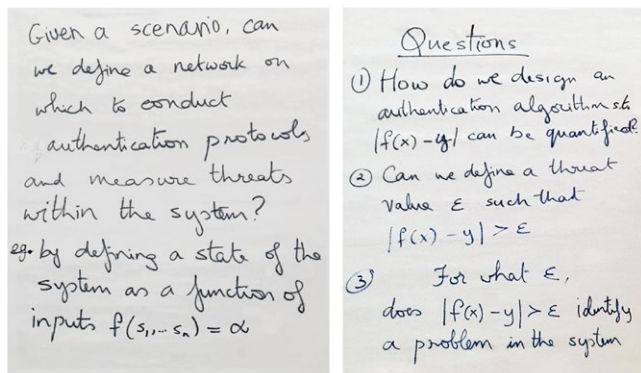 Given a scenario, can
we define a network on
which to conduct
authentication protocols
and measure threats
within the system?
eg. by defining a state of the
system as a function of
inputs f(s₁,... sₙ) = α
Questions
① How do we design an
authentication algorithm s.t.
|f(x) - y| can be quantified?
② Can we define a threat
value ε such that
|f(x) - y| > ε
③ For what ε,
does |f(x) - y| > ε identify
a problem in the system